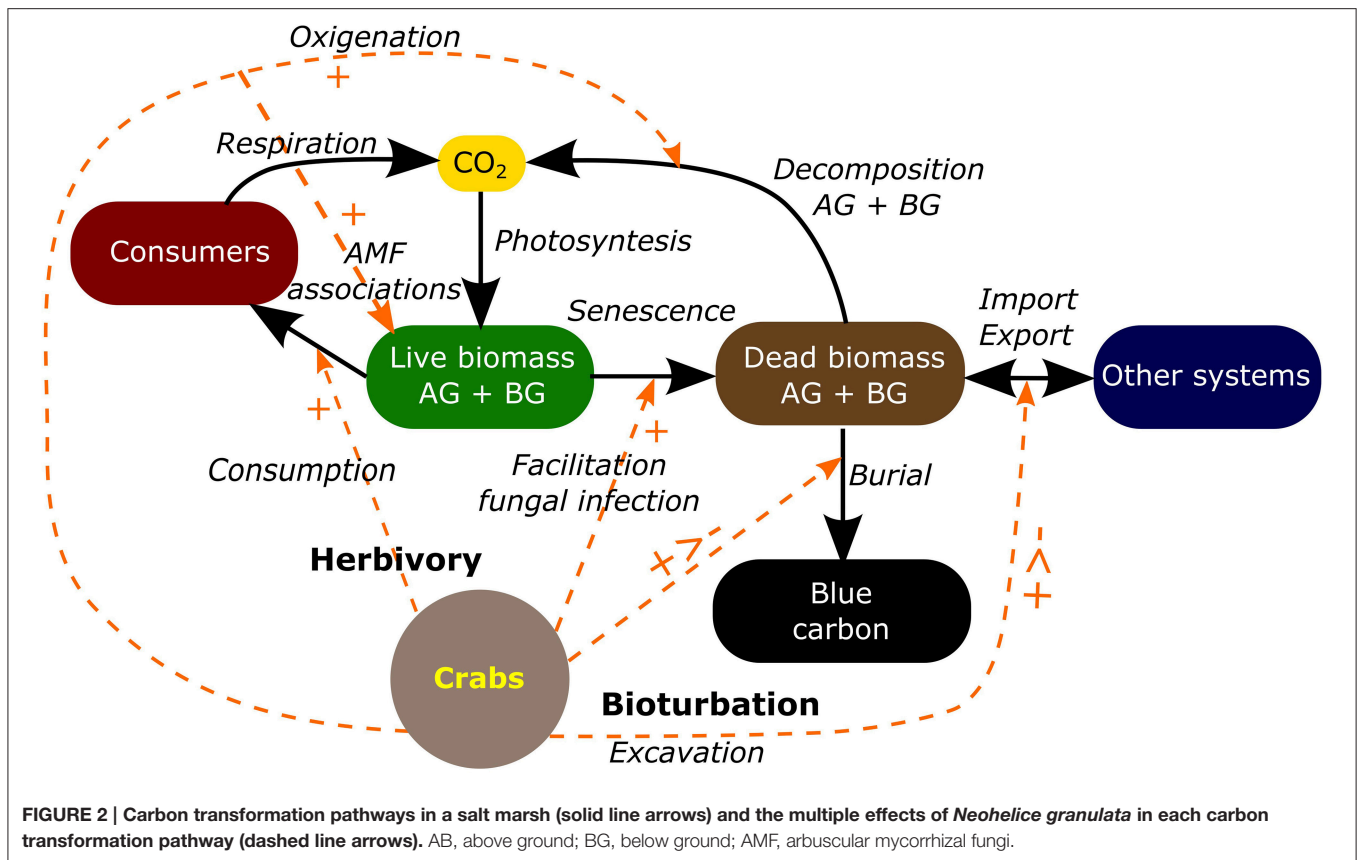 Oxigenation
+
Respiration
CO₂
Decomposition
AG + BG
Consumers
+
AMF
associations
Photosyntesis
Senescence
Import
Export
Live biomass
AG + BG
Dead biomass
AG + BG
Other systems
+
+
Consumption
Facilitation
fungal infection
Burial
+ >
+ > -
Herbivory
Blue
carbon
Crabs
Bioturbation
Excavation
FIGURE 2 | Carbon transformation pathways in a salt marsh (solid line arrows) and the multiple effects of Neohelice granulata in each carbon
transformation pathway (dashed line arrows). AB, above ground; BG, below ground; AMF, arbuscular mycorrhizal fungi.